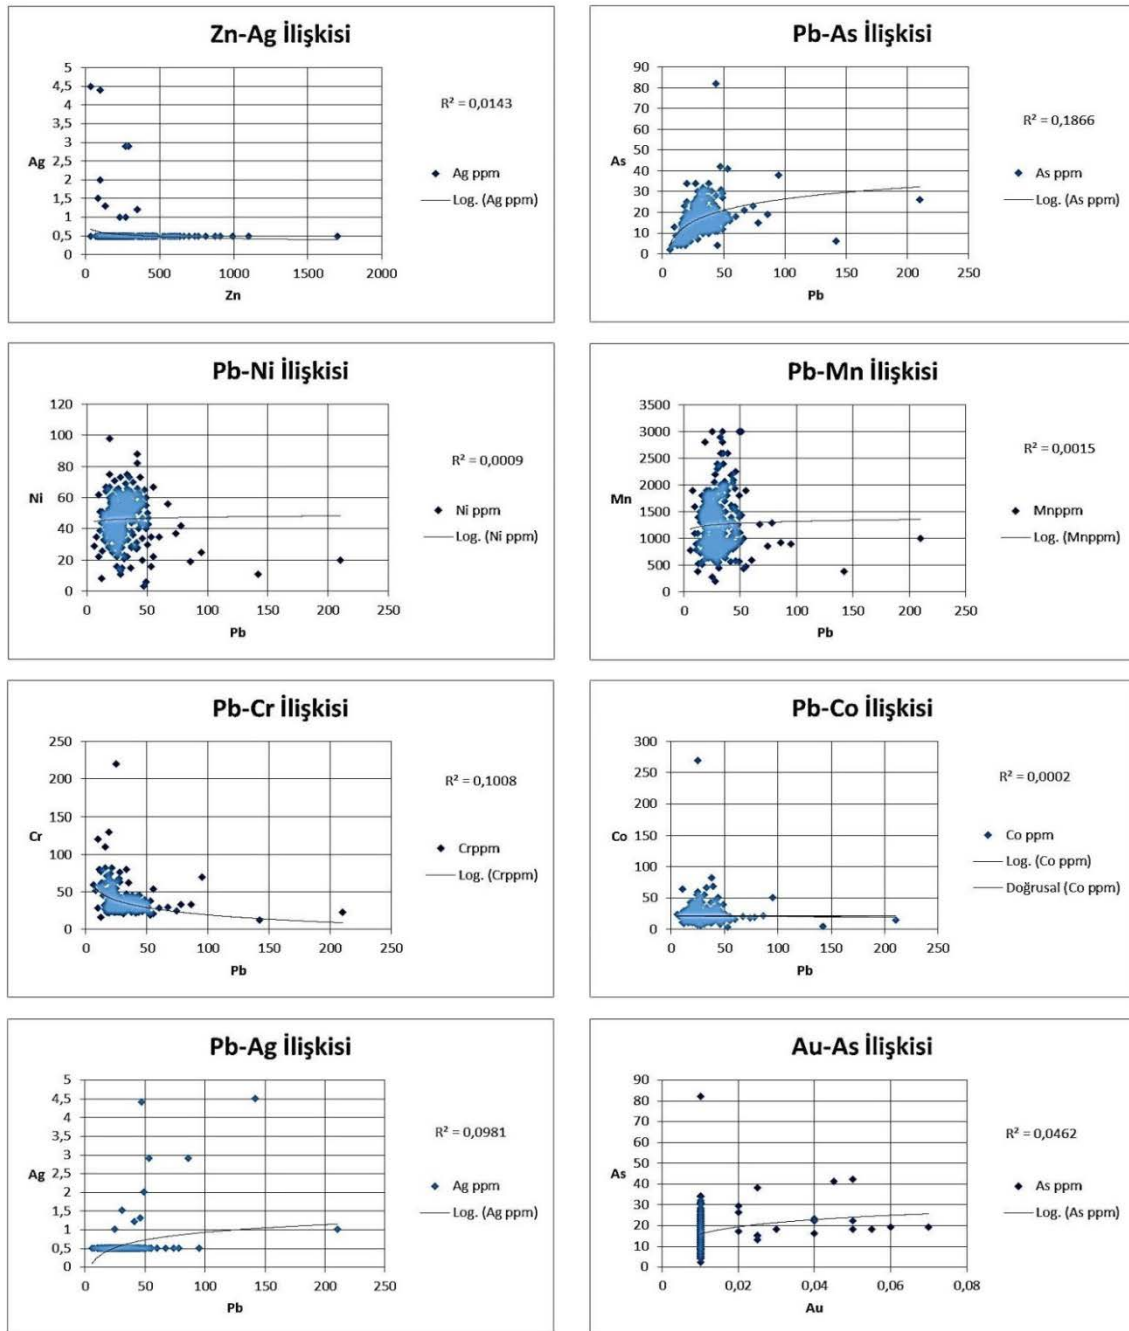 Zn-Ag İlişkisi
5
4,5
4
3,5
3
2,5
2
1,5
1
0,5
0
Ag
0 500 1000 1500 2000
Zn
R² = 0,0143
Ag ppm
Log. (Ag ppm)
Pb-As İlişkisi
90
80
70
60
50
40
30
20
10
0
As
0 50 100 150 200 250
Pb
R² = 0,1866
As ppm
Log. (As ppm)
Pb-Ni İlişkisi
120
100
80
60
40
20
0
Ni
0 50 100 150 200 250
Pb
R² = 0,0009
Ni ppm
Log. (Ni ppm)
Pb-Mn İlişkisi
3500
3000
2500
2000
1500
1000
500
0
Mn
0 50 100 150 200 250
Pb
R² = 0,0015
Mnppm
Log. (Mnppm)
Pb-Cr İlişkisi
250
200
150
100
50
0
Cr
0 50 100 150 200 250
Pb
R² = 0,1008
Crppm
Log. (Crppm)
Pb-Co İlişkisi
300
250
200
150
100
50
0
Co
0 50 100 150 200 250
Pb
R² = 0,0002
Co ppm
Log. (Co ppm)
Doğrusal (Co ppm)
Pb-Ag İlişkisi
5
4,5
4
3,5
3
2,5
2
1,5
1
0,5
0
Ag
0 50 100 150 200 250
Pb
R² = 0,0981
Ag ppm
Log. (Ag ppm)
Au-As İlişkisi
90
80
70
60
50
40
30
20
10
0
As
0 0,02 0,04 0,06 0,08
Au
R² = 0,0462
As ppm
Log. (As ppm)